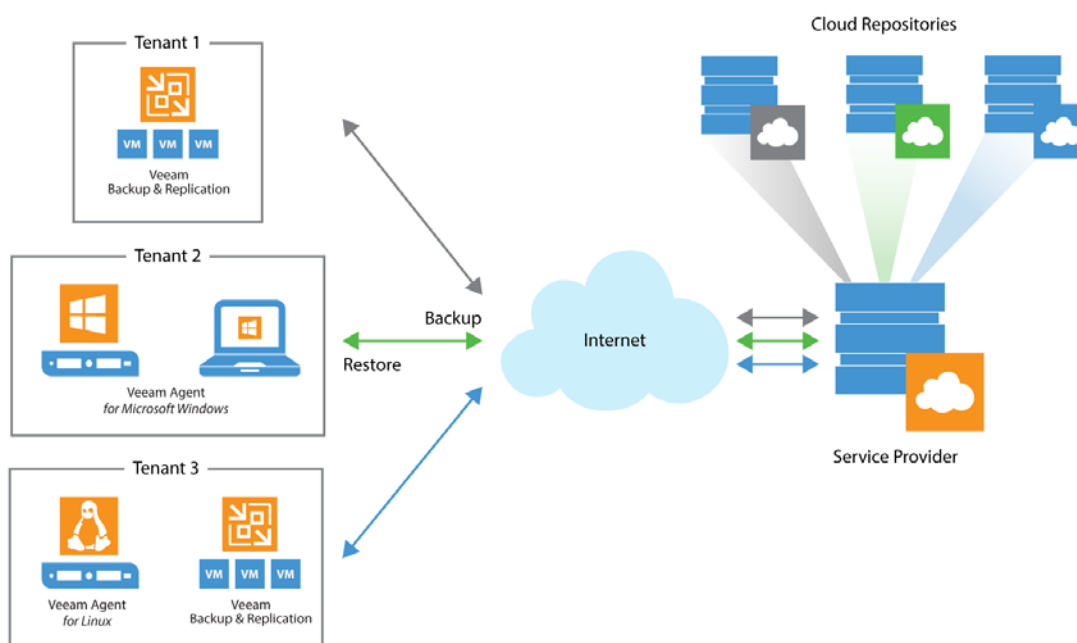 Tenant 1
VM VM VM
Veeam
Backup & Replication
Tenant 2
Veeam Agent
for Microsoft Windows
Tenant 3
Veeam Agent
for Linux
VM VM VM
Veeam
Backup & Replication
Backup
Restore
Internet
Cloud Repositories
Service Provider